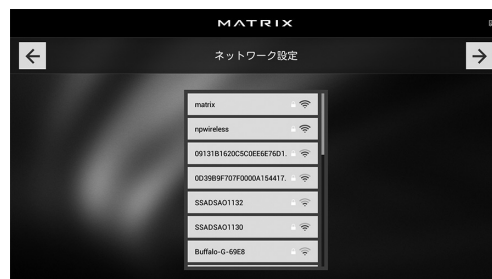 MATRIX
ネットワーク設定
matrix
npwireless
09131B1620C5C0EE6E76D1.
0D39B9F707F0000A154417.
SSADSAO1132
SSADSAO1130
Buffalo-G-69E8